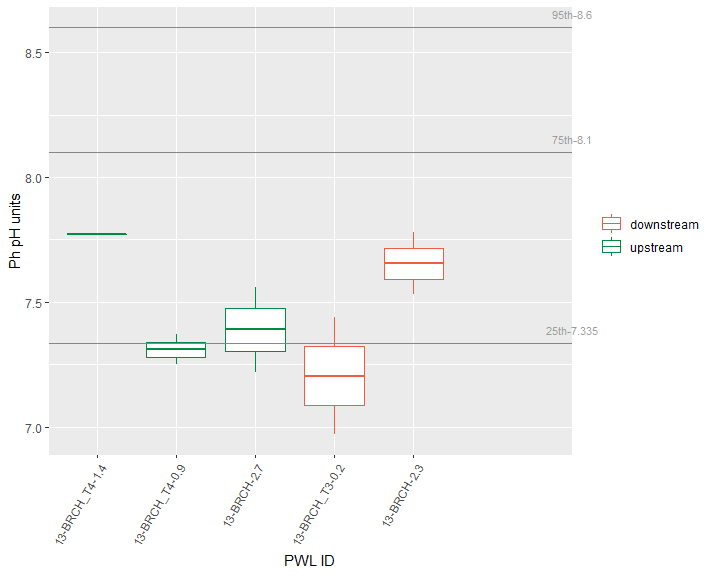 95th-8.6
8.5
75th-8.1
8.0
Ph pH units
downstream
upstream
7.5
25th-7.335
7.0
13-BRCH_T4-1.4
13-BRCH_T4-0.9
13-BRCH-2.7
13-BRCH_T3-0.2
13-BRCH-2.3
PWL ID